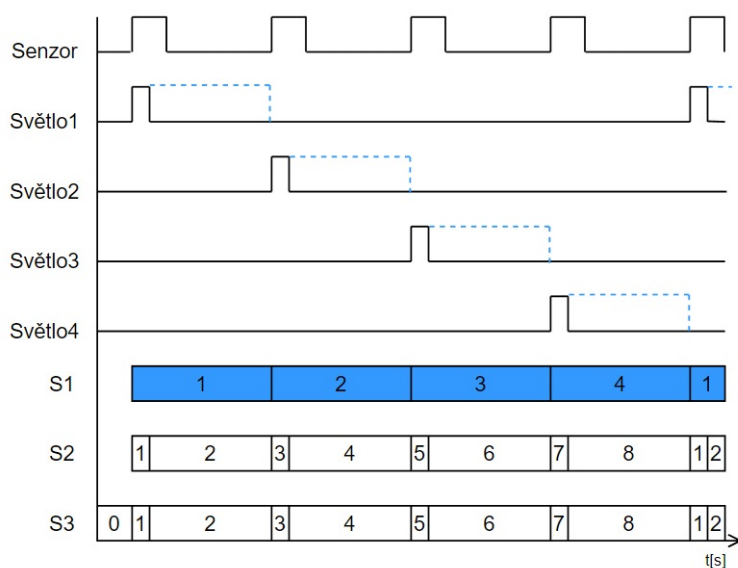 Senzor
Světlo1
Světlo2
Světlo3
Světlo4
S1 1 2 3 4 1
S2 1 2 3 4 5 6 7 8 1 2
S3 0 1 2 3 4 5 6 7 8 1 2
t[s]